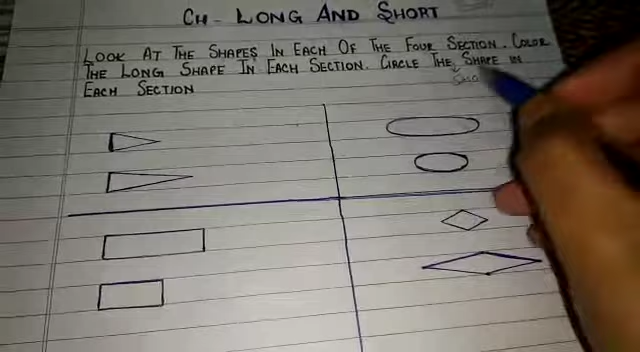 CH - LONG AND SHORT
LOOK AT THE SHAPES IN EACH OF THE FOUR SECTION. COLOR
THE LONG SHAPE IN EACH SECTION. CIRCLE THE SHAPE IN
EACH SECTION